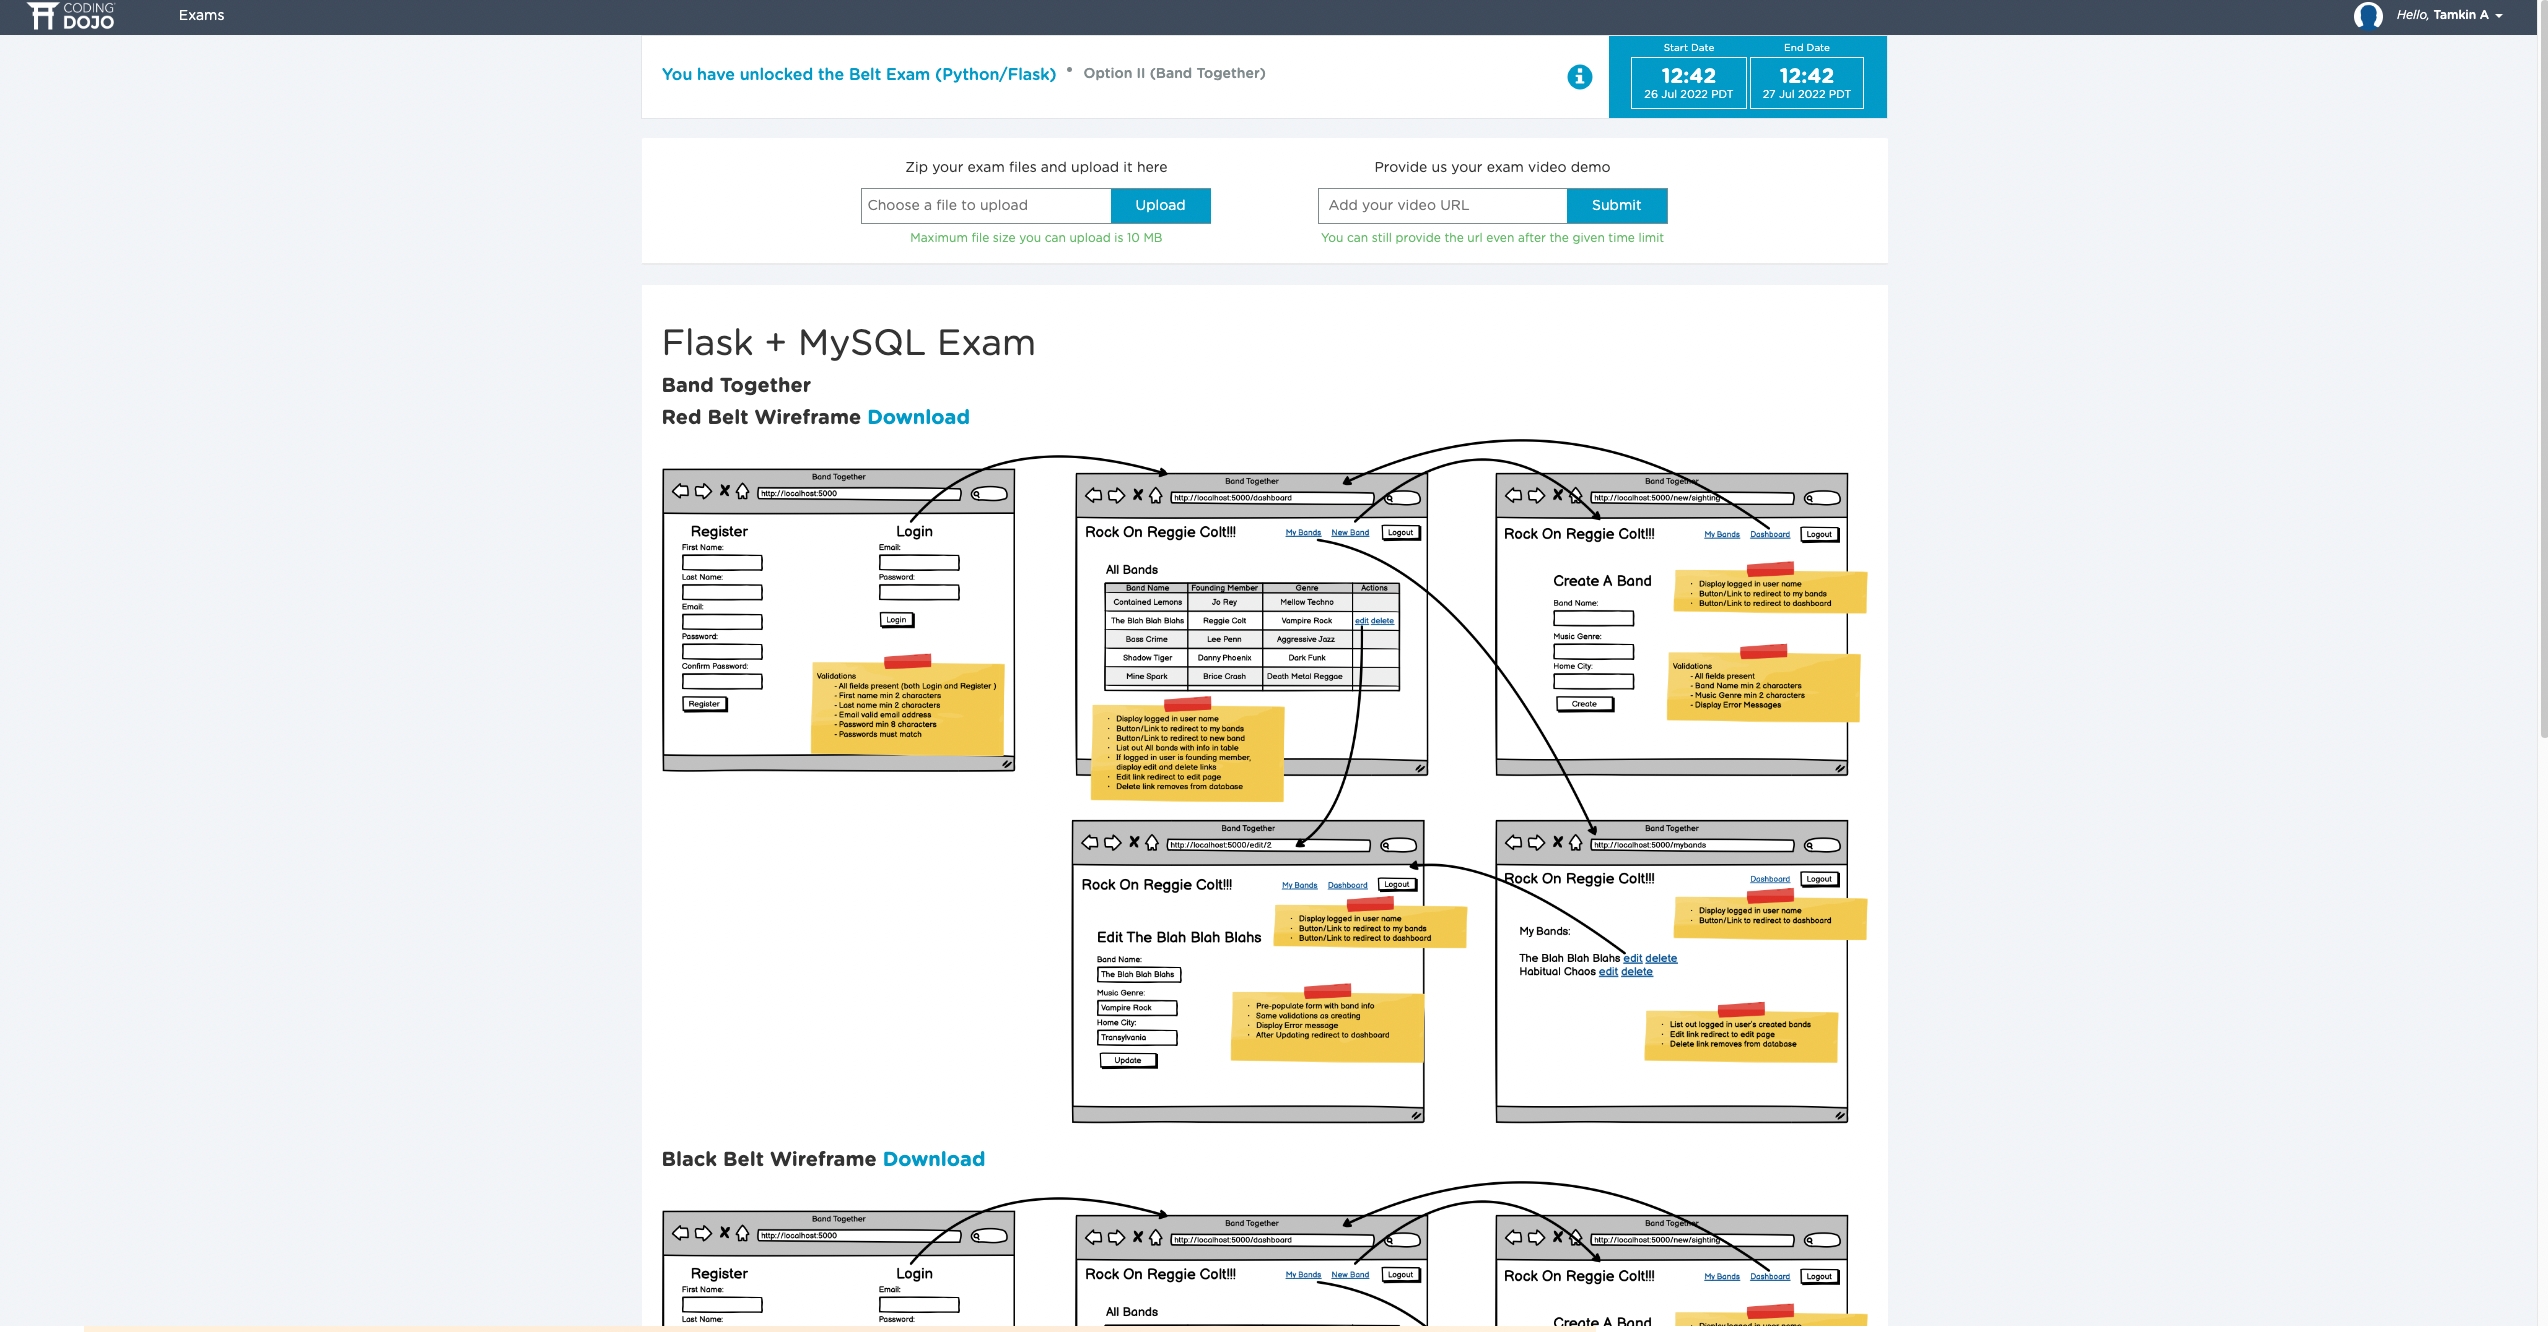 CODING DOJO
Exams
Hello, Tamkin A
You have unlocked the Belt Exam (Python/Flask) • Option II (Band Together)
Start Date
12:42
26 Jul 2022 PDT
End Date
12:42
27 Jul 2022 PDT
Zip your exam files and upload it here
Choose a file to upload
Upload
Maximum file size you can upload is 10 MB
Provide us your exam video demo
Add your video URL
Submit
You can still provide the url even after the given time limit
Flask + MySQL Exam
Band Together
Red Belt Wireframe Download
Band Together
http://localhost:5000
Register
First Name:
Last Name:
Email:
Password:
Confirm Password:
Register
Login
Email:
Password:
Login
Validations
- All fields present (both Login and Register )
- First name min 2 characters
- Last name min 2 characters
- Email valid email address
- Password min 8 characters
- Passwords must match
Band Together
http://localhost:5000/dashboard
Rock On Reggie Colt!!!
My Bands New Band Logout
All Bands
Band Name Founding Member Genre Actions
Contained Lemons Jo Rey Mellow Techno
The Blah Blah Blahs Reggie Colt Vampire Rock edit delete
Bass Crime Lee Penn Aggressive Jazz
Shadow Tiger Danny Phoenix Dark Funk
Mine Spark Brice Crash Death Metal Reggae
· Display logged in user name
· Button/Link to redirect to my bands
· Button/Link to redirect to new band
· List out All bands with info in table
· If logged in user is founding member,
display edit and delete links
· Edit link redirect to edit page
· Delete link removes from database
Band Together
http://localhost:5000/new/sighting
Rock On Reggie Colt!!!
My Bands Dashboard Logout
Create A Band
Band Name:
Music Genre:
Home City:
Create
· Display logged in user name
· Button/Link to redirect to my bands
· Button/Link to redirect to dashboard
Validations
- All fields present
- Band Name min 2 characters
- Music Genre min 2 characters
- Display Error Messages
Band Together
http://localhost:5000/edit/2
Rock On Reggie Colt!!!
My Bands Dashboard Logout
· Display logged in user name
· Button/Link to redirect to my bands
· Button/Link to redirect to dashboard
Edit The Blah Blah Blahs
Band Name:
The Blah Blah Blahs
Music Genre:
Vampire Rock
Home City:
Transylvania
Update
· Pre-populate form with band info
· Same validations as creating
· Display Error message
· After Updating redirect to dashboard
Band Together
http://localhost:5000/mybands
Rock On Reggie Colt!!!
Dashboard Logout
· Display logged in user name
· Button/Link to redirect to dashboard
My Bands:
The Blah Blah Blahs edit delete
Habitual Chaos edit delete
· List out logged in user's created bands
· Edit link redirect to edit page
· Delete link removes from database
Black Belt Wireframe Download
Band Together
http://localhost:5000
Register
First Name:
Last Name:
Login
Email:
Password:
Band Together
http://localhost:5000/dashboard
Rock On Reggie Colt!!!
My Bands New Band Logout
All Bands
Band Together
http://localhost:5000/new/sighting
Rock On Reggie Colt!!!
My Bands Dashboard Logout
Create A Band